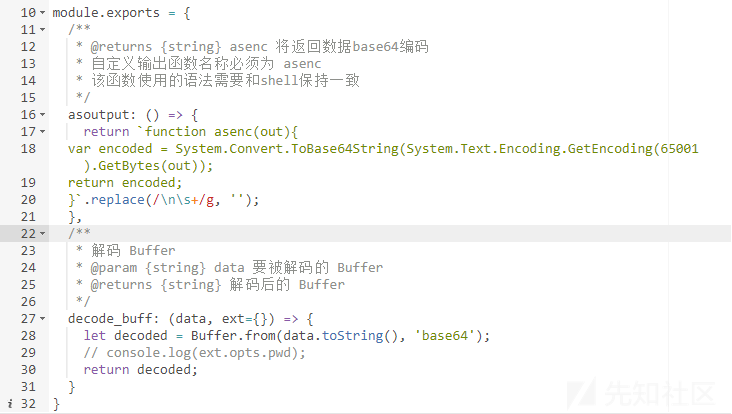 10 module.exports = {
11 /**
12 * @returns {string} asenc 将返回数据base64编码
13 * 自定义输出函数名称必须为 asenc
14 * 该函数使用的语法需要和shell保持一致
15 */
16 asoutput: () => {
17 return `function asenc(out){
18 var encoded = System.Convert.ToBase64String(System.Text.Encoding.GetEncoding(65001
).GetBytes(out));
19 return encoded;
20 }`.replace(/\n\s+/g, '');
21 },
22 /**
23 * 解码 Buffer
24 * @param {string} data 要被解码的 Buffer
25 * @returns {string} 解码后的 Buffer
26 */
27 decode_buff: (data, ext={}) => {
28 let decoded = Buffer.from(data.toString(), 'base64');
29 // console.log(ext.opts.pwd);
30 return decoded;
31 }
i 32 }
先知社区